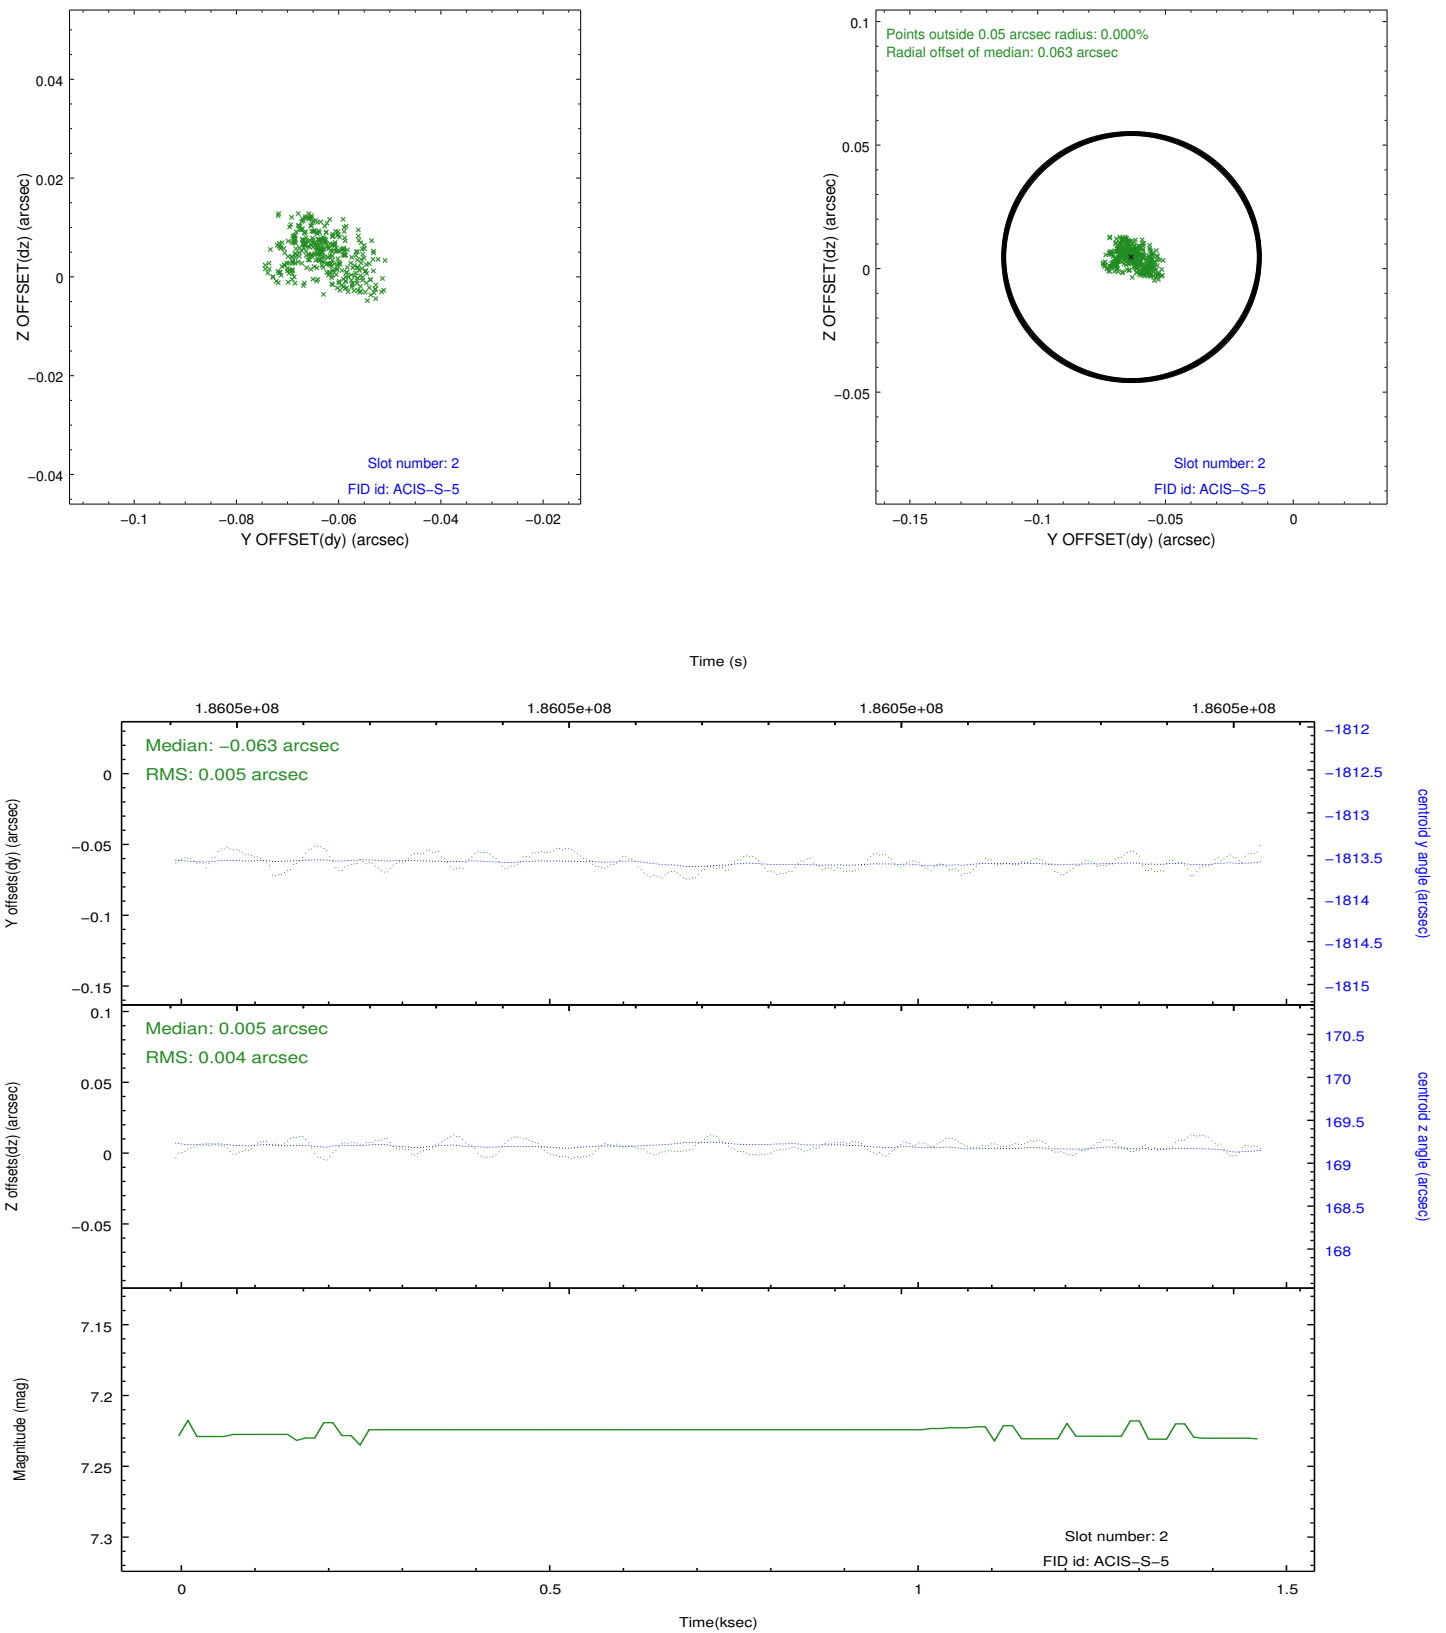 0.04
0.02
0
−0.02
−0.04
Z OFFSET(dz) (arcsec)
Slot number: 2
FID id: ACIS−S−5
−0.1
−0.08
−0.06
−0.04
−0.02
Y OFFSET(dy) (arcsec)
0.1
0.05
0
−0.05
Z OFFSET(dz) (arcsec)
Points outside 0.05 arcsec radius: 0.000%
Radial offset of median: 0.063 arcsec
Slot number: 2
FID id: ACIS−S−5
−0.15
−0.1
−0.05
0
Y OFFSET(dy) (arcsec)
Time (s)
1.8605e+08
1.8605e+08
1.8605e+08
1.8605e+08
Median: −0.063 arcsec
RMS: 0.005 arcsec
0
−0.05
−0.1
−0.15
Y offsets(dy) (arcsec)
−1812
−1812.5
−1813
−1813.5
−1814
−1814.5
−1815
centroid y angle (arcsec)
Median: 0.005 arcsec
RMS: 0.004 arcsec
0.1
0.05
0
−0.05
Z offsets(dz) (arcsec)
170.5
170
169.5
169
168.5
168
centroid z angle (arcsec)
7.15
7.2
7.25
7.3
Magnitude (mag)
Slot number: 2
FID id: ACIS−S−5
0
0.5
1
1.5
Time(ksec)